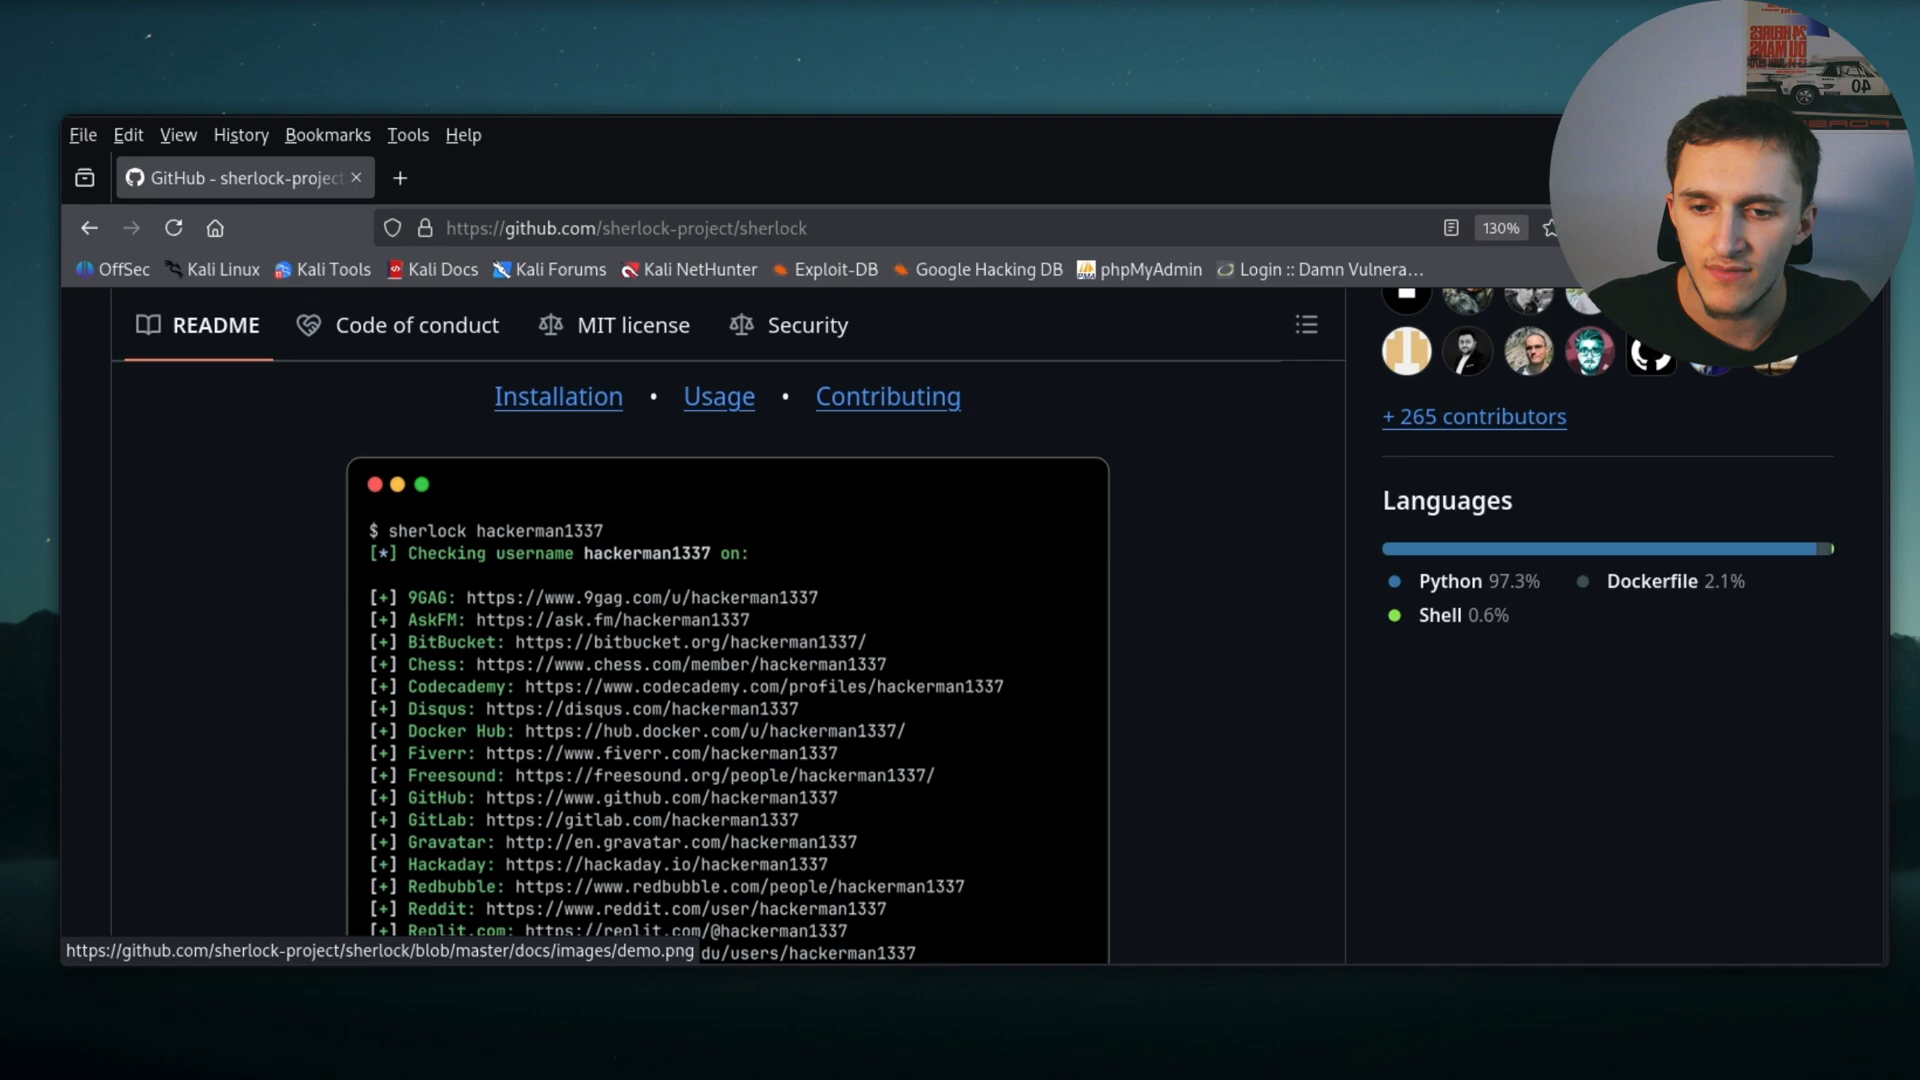 File Edit View History Bookmarks Tools Help
GitHub - sherlock-project
https://github.com/sherlock-project/sherlock
130%
OffSec Kali Linux Kali Tools Kali Docs Kali Forums Kali NetHunter Exploit-DB Google Hacking DB phpMyAdmin Login :: Damn Vulnera…
README Code of conduct MIT license Security
Installation • Usage • Contributing
$ sherlock hackerman1337
[*] Checking username hackerman1337 on:
[+] 9GAG: https://www.9gag.com/u/hackerman1337
[+] AskFM: https://ask.fm/hackerman1337
[+] BitBucket: https://bitbucket.org/hackerman1337/
[+] Chess: https://www.chess.com/member/hackerman1337
[+] Codecademy: https://www.codecademy.com/profiles/hackerman1337
[+] Disqus: https://disqus.com/hackerman1337
[+] Docker Hub: https://hub.docker.com/u/hackerman1337/
[+] Fiverr: https://www.fiverr.com/hackerman1337
[+] Freesound: https://freesound.org/people/hackerman1337/
[+] GitHub: https://www.github.com/hackerman1337
[+] GitLab: https://gitlab.com/hackerman1337
[+] Gravatar: http://en.gravatar.com/hackerman1337
[+] Hackaday: https://hackaday.io/hackerman1337
[+] Redbubble: https://www.redbubble.com/people/hackerman1337
[+] Reddit: https://www.reddit.com/user/hackerman1337
[+] Replit.com: https://replit.com/@hackerman1337
du/users/hackerman1337
https://github.com/sherlock-project/sherlock/blob/master/docs/images/demo.png
+ 265 contributors
Languages
Python 97.3% Dockerfile 2.1%
Shell 0.6%
24 HEURES
DU MANS
40
PORS